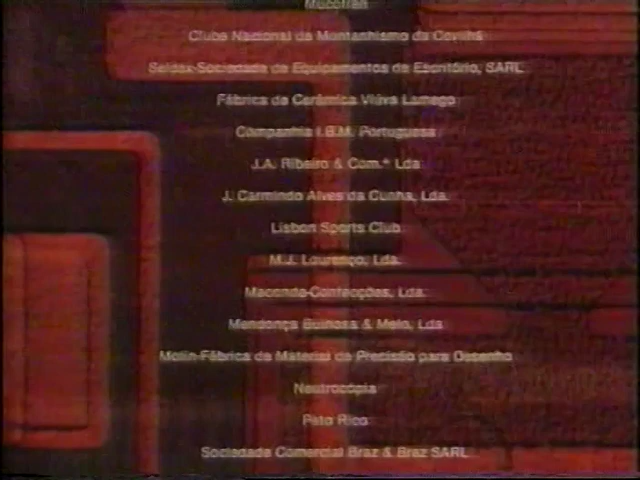 Mucofran
Clube Nacional de Montanhismo da Covilhã
Seldex-Sociedade de Equipamentos de Escritório, SARL
Fábrica de Cerâmica Viúva Lamego
Companhia I.B.M. Portuguesa
J.A. Ribeiro & Com.ª Lda
J. Carmindo Alves da Cunha, Lda.
Lisbon Sports Club
M.J. Lourenço, Lda.
Maconde-Confecções, Lda.
Mendonça Bulhosa & Melo, Lda
Molin-Fábrica de Material de Precisão para Desenho
Neutrocópia
Pato Rico
Sociedade Comercial Braz & Braz SARL